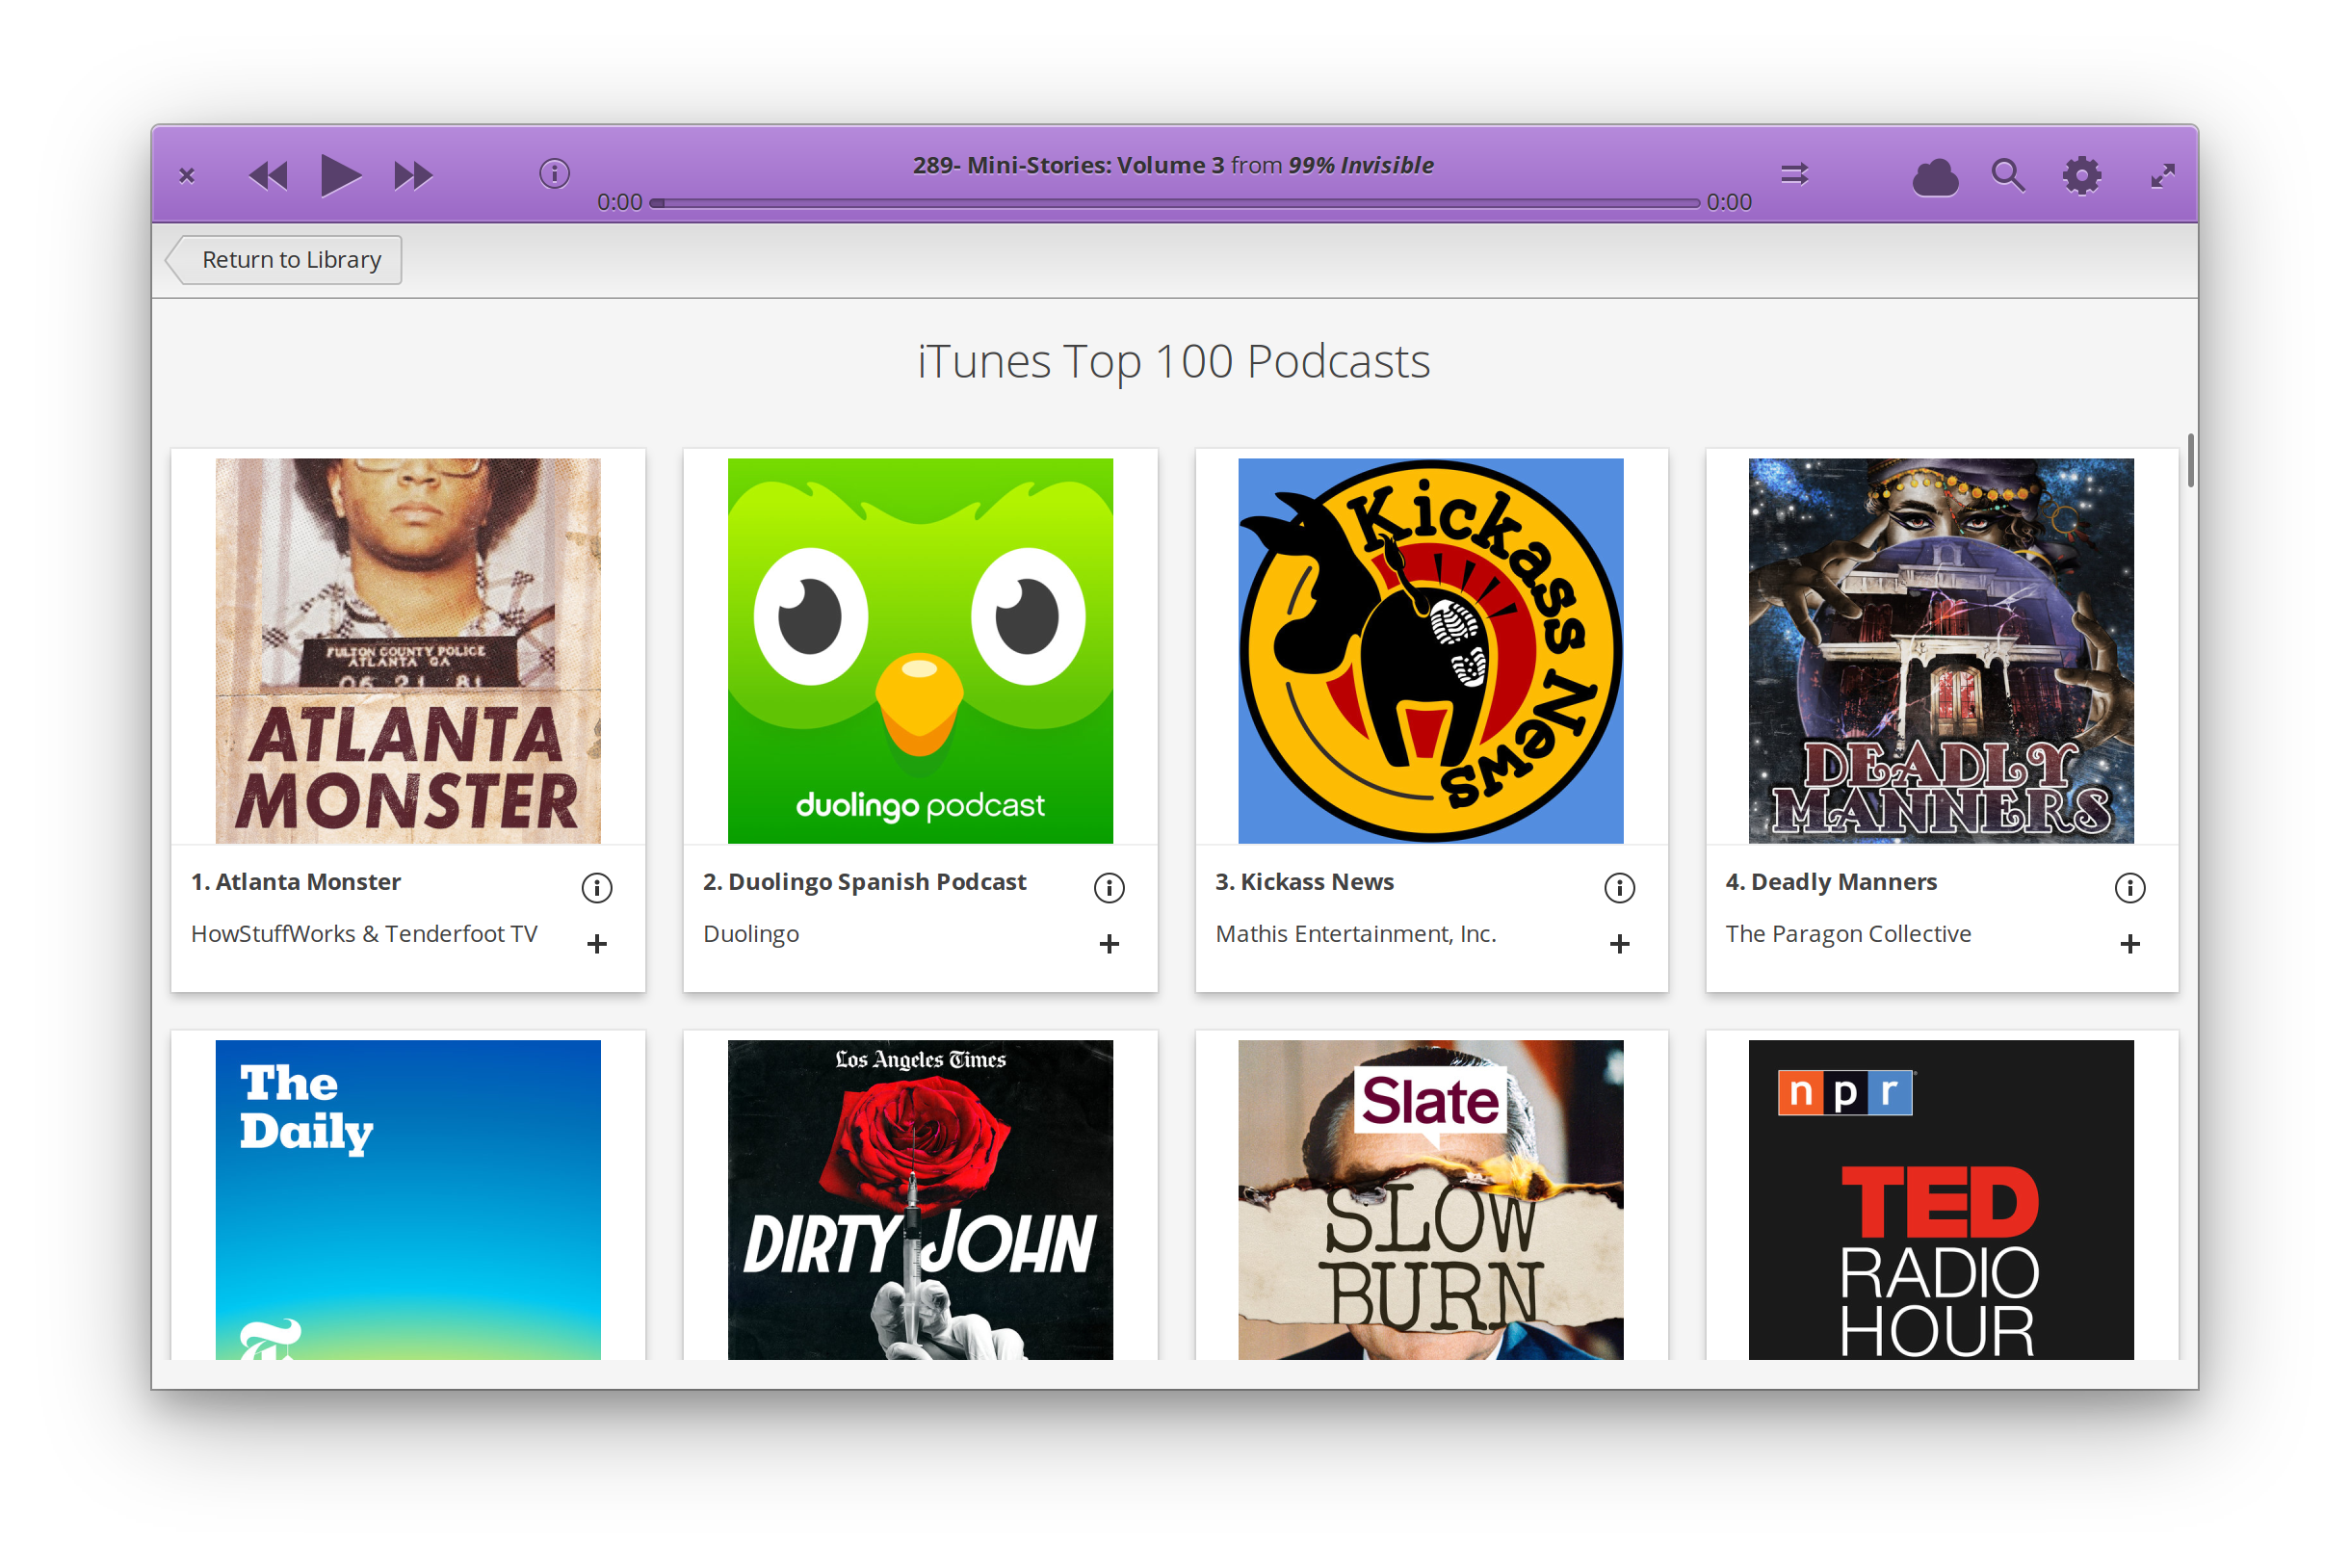 289- Mini-Stories: Volume 3 from 99% Invisible
0:00
0:00
Return to Library
iTunes Top 100 Podcasts
FULTON COUNTY POLICE
ATLANTA GA
06 21 81
ATLANTA
MONSTER
duolingo podcast
Kickass News
DEADLY
MANNERS
1. Atlanta Monster
HowStuffWorks & Tenderfoot TV
2. Duolingo Spanish Podcast
Duolingo
3. Kickass News
Mathis Entertainment, Inc.
4. Deadly Manners
The Paragon Collective
The
Daily
Los Angeles Times
DIRTY JOHN
Slate
SLOW
BURN
npr
TED
RADIO
HOUR